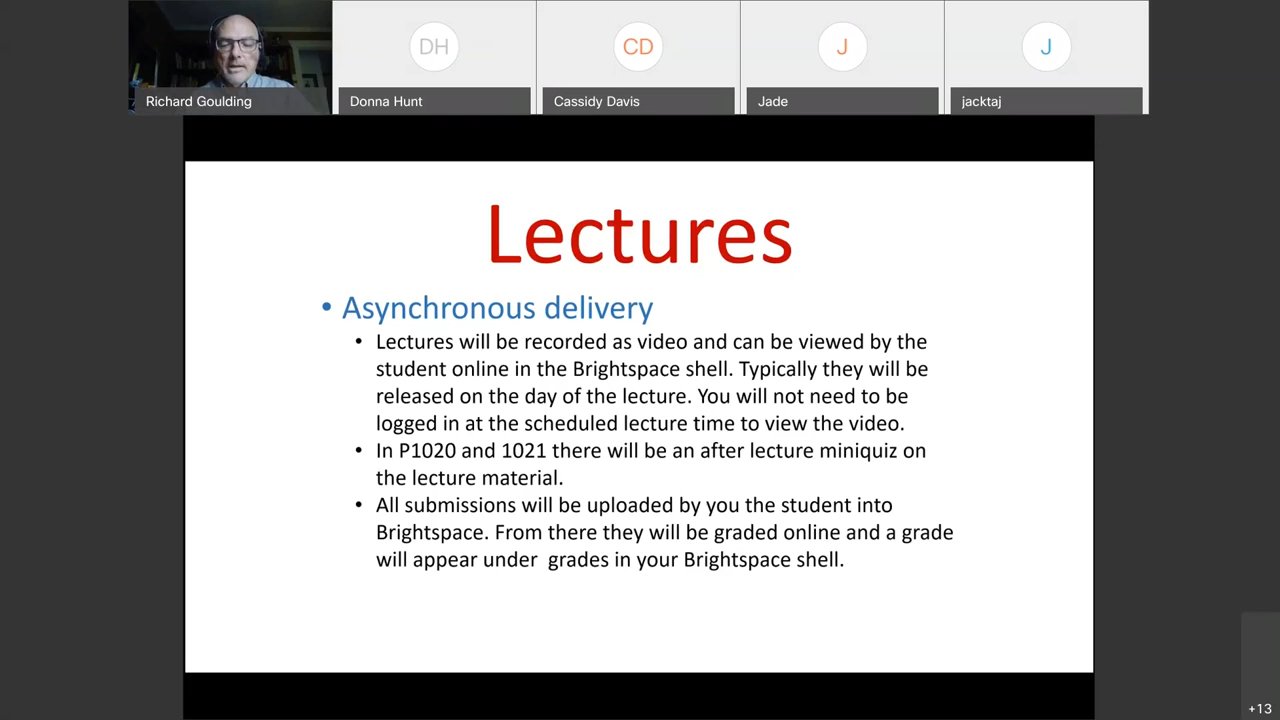 DH
CD
J
J
Richard Goulding
Donna Hunt
Cassidy Davis
Jade
jacktaj
Lectures
• Asynchronous delivery
• Lectures will be recorded as video and can be viewed by the
student online in the Brightspace shell. Typically they will be
released on the day of the lecture. You will not need to be
logged in at the scheduled lecture time to view the video.
• In P1020 and 1021 there will be an after lecture miniquiz on
the lecture material.
• All submissions will be uploaded by you the student into
Brightspace. From there they will be graded online and a grade
will appear under  grades in your Brightspace shell.
+13